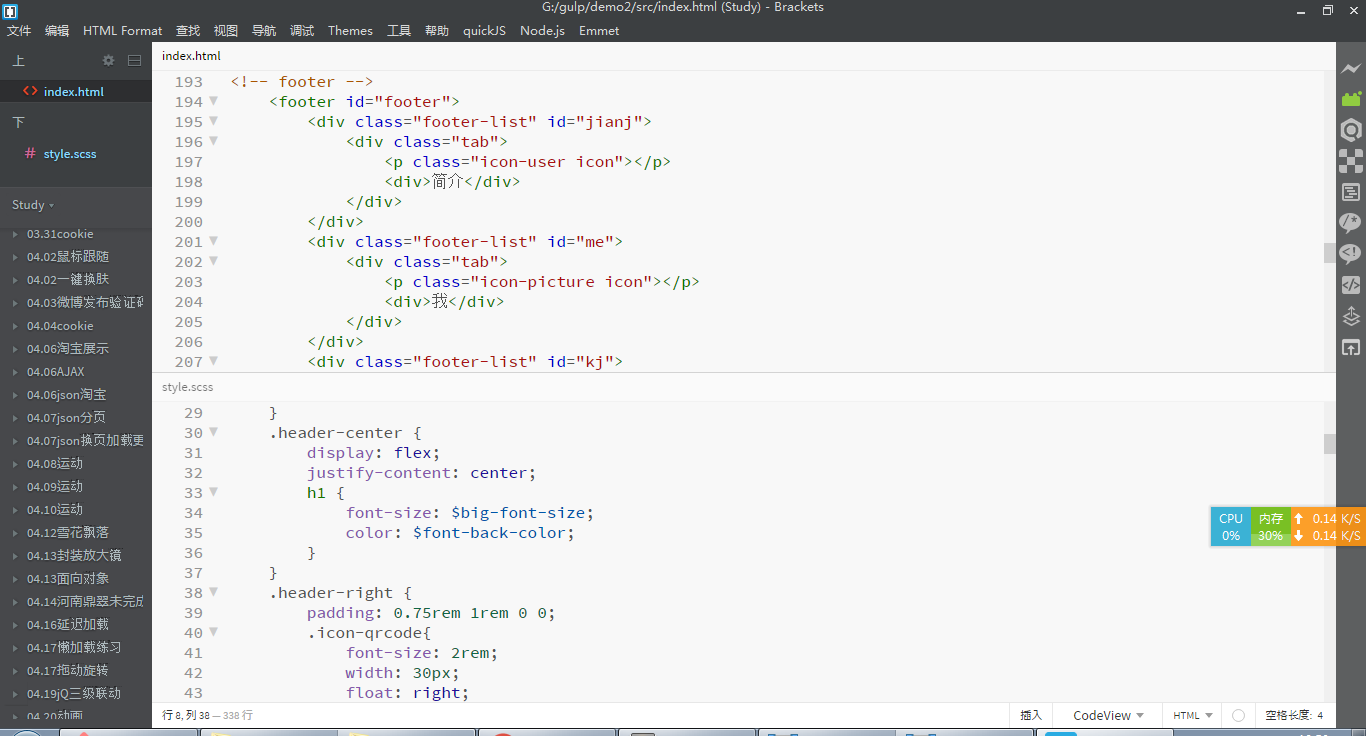 G:/gulp/demo2/src/index.html (Study) - Brackets
文件 编辑 HTML Format 查找 视图 导航 调试 Themes 工具 帮助 quickJS Node.js Emmet
上
<> index.html
下
# style.scss
Study
03.31cookie
04.02鼠标跟随
04.02一键换肤
04.03微博发布验证码
04.04cookie
04.06淘宝展示
04.06AJAX
04.06json淘宝
04.07json分页
04.07json换页加载更
04.08运动
04.09运动
04.10运动
04.12雪花飘落
04.13封装放大镜
04.13面向对象
04.14河南鼎翠未完成
04.16延迟加载
04.17懒加载练习
04.17拖动旋转
04.19jQ三级联动
04.20动画
index.html
193 <!-- footer -->
194 <footer id="footer">
195 <div class="footer-list" id="jianj">
196 <div class="tab">
197 <p class="icon-user icon"></p>
198 <div>简介</div>
199 </div>
200 </div>
201 <div class="footer-list" id="me">
202 <div class="tab">
203 <p class="icon-picture icon"></p>
204 <div>我</div>
205 </div>
206 </div>
207 <div class="footer-list" id="kj">
style.scss
29 }
30 .header-center {
31 display: flex;
32 justify-content: center;
33 h1 {
34 font-size: $big-font-size;
35 color: $font-back-color;
36 }
37 }
38 .header-right {
39 padding: 0.75rem 1rem 0 0;
40 .icon-qrcode{
41 font-size: 2rem;
42 width: 30px;
43 float: right;
CPU 内存 0.14 K/S
0% 30% 0.14 K/S
行 8, 列 38 — 338 行 插入 CodeView HTML 空格长度: 4